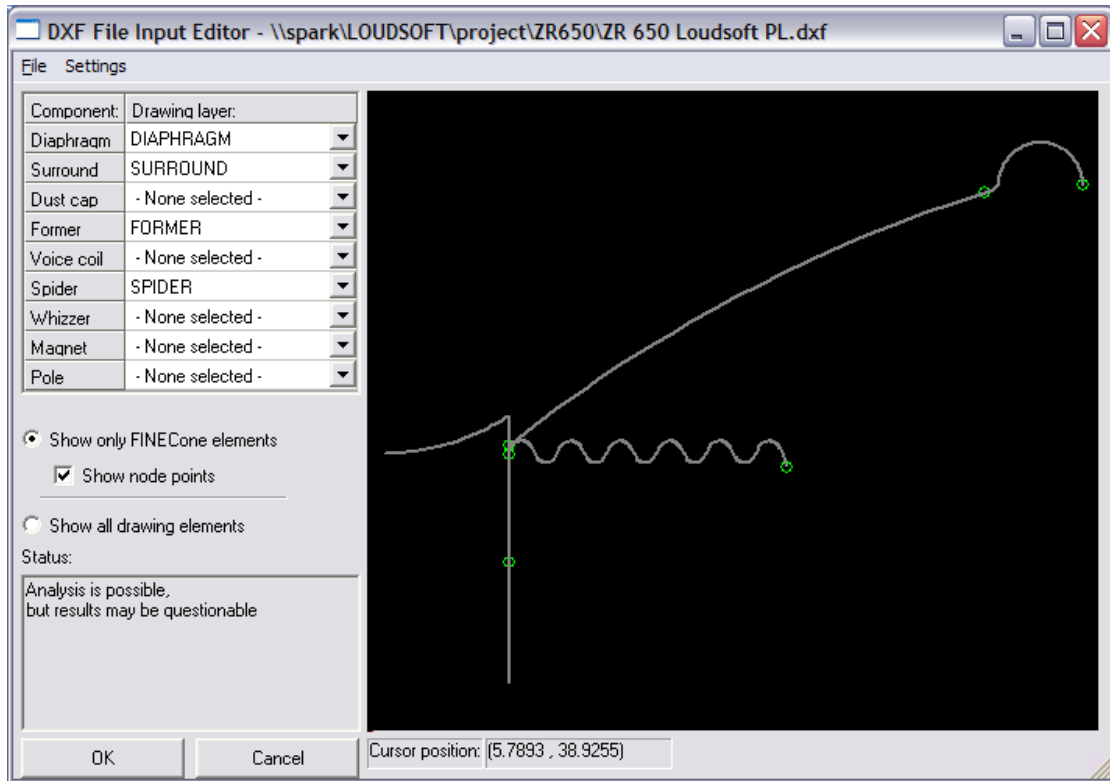 DXF File Input Editor - \\spark\LOUDSOFT\project\ZR650\ZR 650 Loudsoft PL.dxf
File Settings
Component: Drawing layer:
Diaphragm DIAPHRAGM
Surround SURROUND
Dust cap - None selected -
Former FORMER
Voice coil - None selected -
Spider SPIDER
Whizzer - None selected -
Magnet - None selected -
Pole - None selected -
Show only FINECone elements
Show node points
Show all drawing elements
Status:
Analysis is possible,
but results may be questionable
OK Cancel Cursor position: (5.7893 , 38.9255)